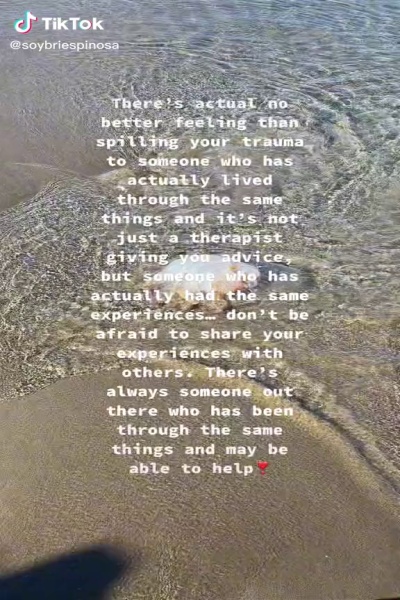 TikTok
@soybriespinosa
There's actual no
better feeling than
spilling your trauma
to someone who has
actually lived
through the same
things and it's not
just a therapist
giving you advice,
but someone who has
actually had the same
experiences… don't be
afraid to share your
experiences with
others. There's
always someone out
there who has been
through the same
things and may be
able to help❣️